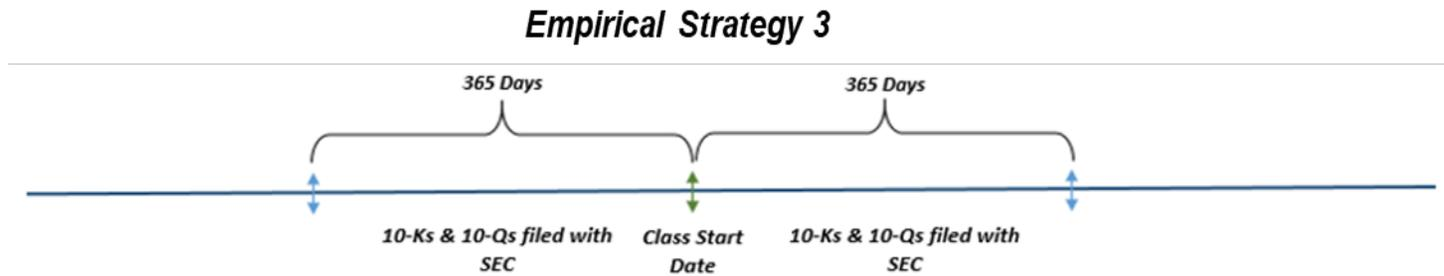 Empirical Strategy 3
365 Days
365 Days
10-Ks & 10-Qs filed with
SEC
Class Start
Date
10-Ks & 10-Qs filed with
SEC